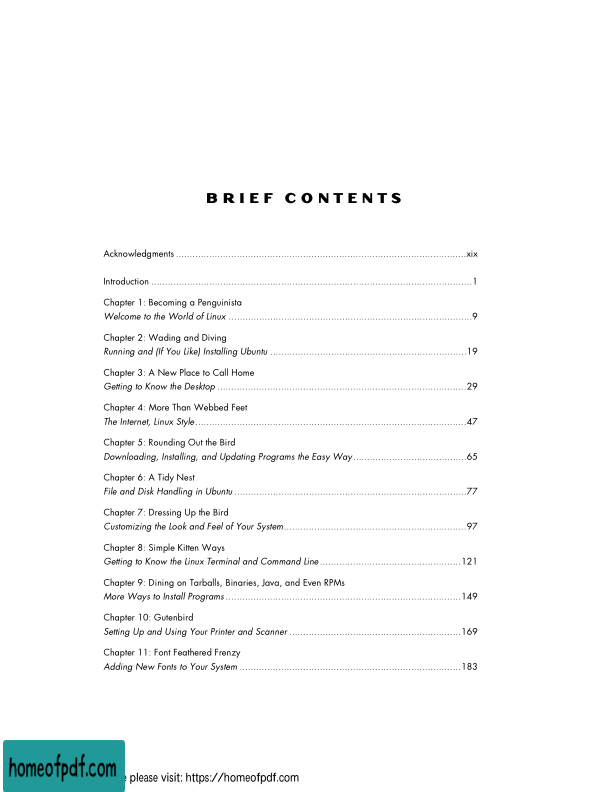 BRIEF CONTENTS
Acknowledgments ..........................................................................................................xix
Introduction .....................................................................................................................1
Chapter 1: Becoming a Penguinista
Welcome to the World of Linux .........................................................................................9
Chapter 2: Wading and Diving
Running and (If You Like) Installing Ubuntu ........................................................................19
Chapter 3: A New Place to Call Home
Getting to Know the Desktop ...........................................................................................29
Chapter 4: More Than Webbed Feet
The Internet, Linux Style...................................................................................................47
Chapter 5: Rounding Out the Bird
Downloading, Installing, and Updating Programs the Easy Way.........................................65
Chapter 6: A Tidy Nest
File and Disk Handling in Ubuntu .....................................................................................77
Chapter 7: Dressing Up the Bird
Customizing the Look and Feel of Your System...................................................................97
Chapter 8: Simple Kitten Ways
Getting to Know the Linux Terminal and Command Line ....................................................121
Chapter 9: Dining on Tarballs, Binaries, Java, and Even RPMs
More Ways to Install Programs ......................................................................................149
Chapter 10: Gutenbird
Setting Up and Using Your Printer and Scanner ...............................................................169
Chapter 11: Font Feathered Frenzy
Adding New Fonts to Your System .................................................................................183
homeofpdf.com
please visit: https://homeofpdf.com